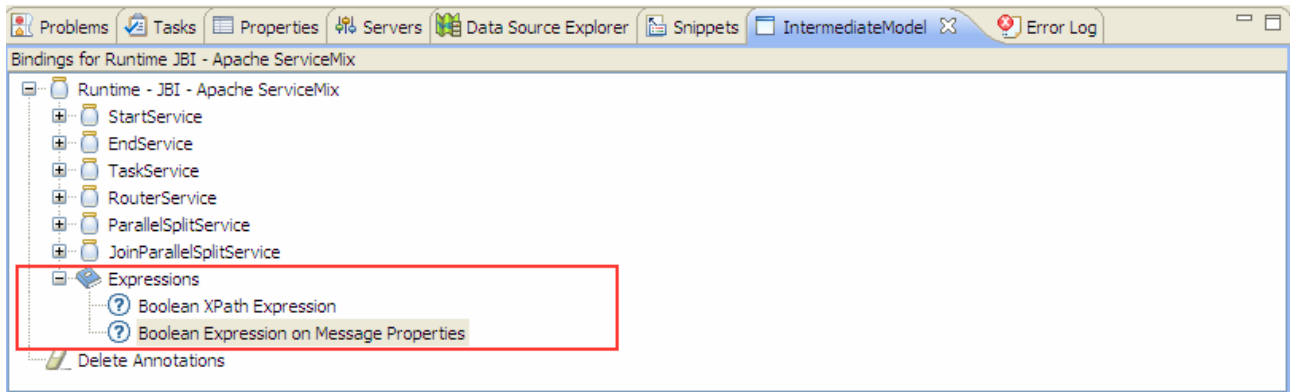 Problems Tasks Properties Servers Data Source Explorer Snippets IntermediateModel Error Log
Bindings for Runtime JBI - Apache ServiceMix
Runtime - JBI - Apache ServiceMix
StartService
EndService
TaskService
RouterService
ParallelSplitService
JoinParallelSplitService
Expressions
Boolean XPath Expression
Boolean Expression on Message Properties
Delete Annotations